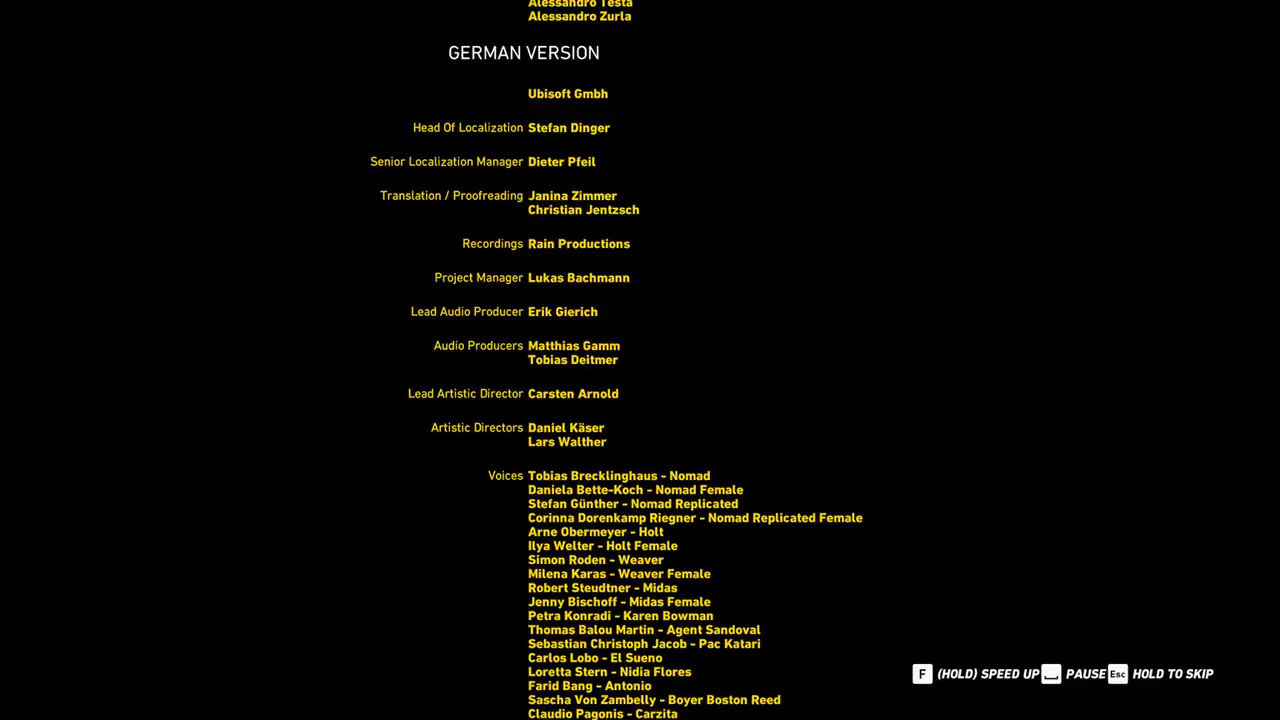 Alessandro Testa
Alessandro Zurla
GERMAN VERSION
Ubisoft Gmbh
Head Of Localization Stefan Dinger
Senior Localization Manager Dieter Pfeil
Translation / Proofreading Janina Zimmer
Christian Jentzsch
Recordings Rain Productions
Project Manager Lukas Bachmann
Lead Audio Producer Erik Gierich
Audio Producers Matthias Gamm
Tobias Deitmer
Lead Artistic Director Carsten Arnold
Artistic Directors Daniel Käser
Lars Walther
Voices Tobias Brecklinghaus - Nomad
Daniela Bette-Koch - Nomad Female
Stefan Günther - Nomad Replicated
Corinna Dorenkamp Riegner - Nomad Replicated Female
Arne Obermeyer - Holt
Ilya Welter - Holt Female
Simon Roden - Weaver
Milena Karas - Weaver Female
Robert Steudtner - Midas
Jenny Bischoff - Midas Female
Petra Konradi - Karen Bowman
Thomas Balou Martin - Agent Sandoval
Sebastian Christoph Jacob - Pac Katari
Carlos Lobo - El Sueno
Loretta Stern - Nidia Flores
Farid Bang - Antonio
Sascha Von Zambelly - Boyer Boston Reed
Claudio Pagonis - Carzita
F (HOLD) SPEED UP PAUSE Esc HOLD TO SKIP